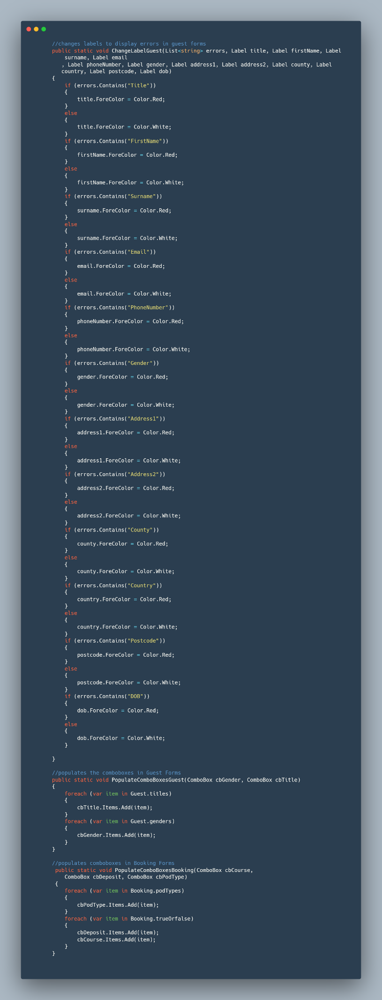 //changes labels to display errors in guest forms
public static void ChangeLabelGuest(List<string> errors, Label title, Label firstName, Label
surname, Label email
, Label phoneNumber, Label gender, Label address1, Label address2, Label county, Label
country, Label postcode, Label dob)
{
if (errors.Contains("Title"))
{
title.ForeColor = Color.Red;
}
else
{
title.ForeColor = Color.White;
}
if (errors.Contains("FirstName"))
{
firstName.ForeColor = Color.Red;
}
else
{
firstName.ForeColor = Color.White;
}
if (errors.Contains("Surname"))
{
surname.ForeColor = Color.Red;
}
else
{
surname.ForeColor = Color.White;
}
if (errors.Contains("Email"))
{
email.ForeColor = Color.Red;
}
else
{
email.ForeColor = Color.White;
}
if (errors.Contains("PhoneNumber"))
{
phoneNumber.ForeColor = Color.Red;
}
else
{
phoneNumber.ForeColor = Color.White;
}
if (errors.Contains("Gender"))
{
gender.ForeColor = Color.Red;
}
else
{
gender.ForeColor = Color.White;
}
if (errors.Contains("Address1"))
{
address1.ForeColor = Color.Red;
}
else
{
address1.ForeColor = Color.White;
}
if (errors.Contains("Address2"))
{
address2.ForeColor = Color.Red;
}
else
{
address2.ForeColor = Color.White;
}
if (errors.Contains("County"))
{
county.ForeColor = Color.Red;
}
else
{
county.ForeColor = Color.White;
}
if (errors.Contains("Country"))
{
country.ForeColor = Color.Red;
}
else
{
country.ForeColor = Color.White;
}
if (errors.Contains("Postcode"))
{
postcode.ForeColor = Color.Red;
}
else
{
postcode.ForeColor = Color.White;
}
if (errors.Contains("DOB"))
{
dob.ForeColor = Color.Red;
}
else
{
dob.ForeColor = Color.White;
}
}
//populates the comboboxes in Guest Forms
public static void PopulateComboBoxesGuest(ComboBox cbGender, ComboBox cbTitle)
{
foreach (var item in Guest.titles)
{
cbTitle.Items.Add(item);
}
foreach (var item in Guest.genders)
{
cbGender.Items.Add(item);
}
}
//populates comboboxes in Booking Forms
public static void PopulateComboBoxesBooking(ComboBox cbCourse,
ComboBox cbDeposit, ComboBox cbPodType)
{
foreach (var item in Booking.podTypes)
{
cbPodType.Items.Add(item);
}
foreach (var item in Booking.trueOrfalse)
{
cbDeposit.Items.Add(item);
cbCourse.Items.Add(item);
}
}